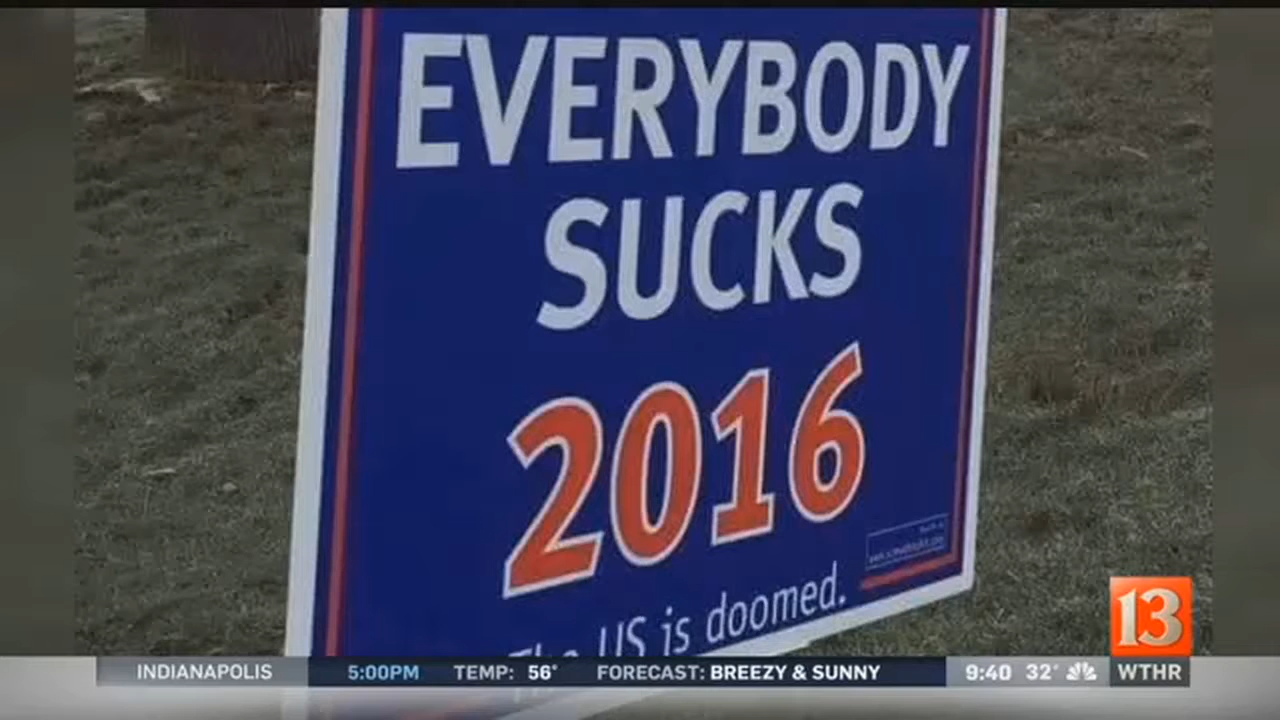 EVERYBODY
SUCKS
2016
The US is doomed.
13
INDIANAPOLIS 5:00PM TEMP: 56° FORECAST: BREEZY & SUNNY 9:40 32° WTHR